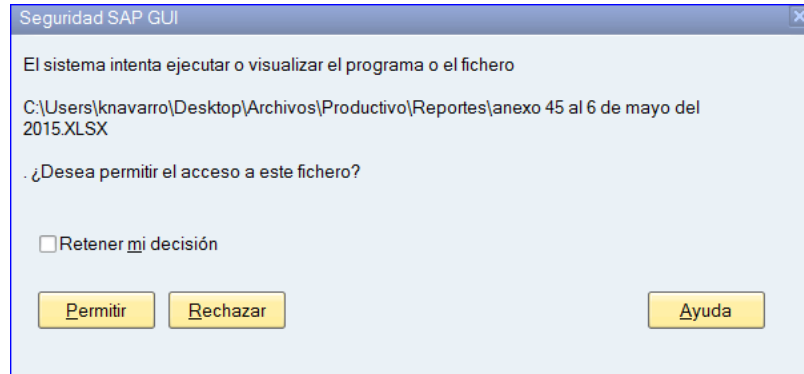 Seguridad SAP GUI
El sistema intenta ejecutar o visualizar el programa o el fichero
C:\Users\knavarro\Desktop\Archivos\Productivo\Reportes\anexo 45 al 6 de mayo del
2015.XLSX
. ¿Desea permitir el acceso a este fichero?
Retener mi decisión
Permitir
Rechazar
Ayuda